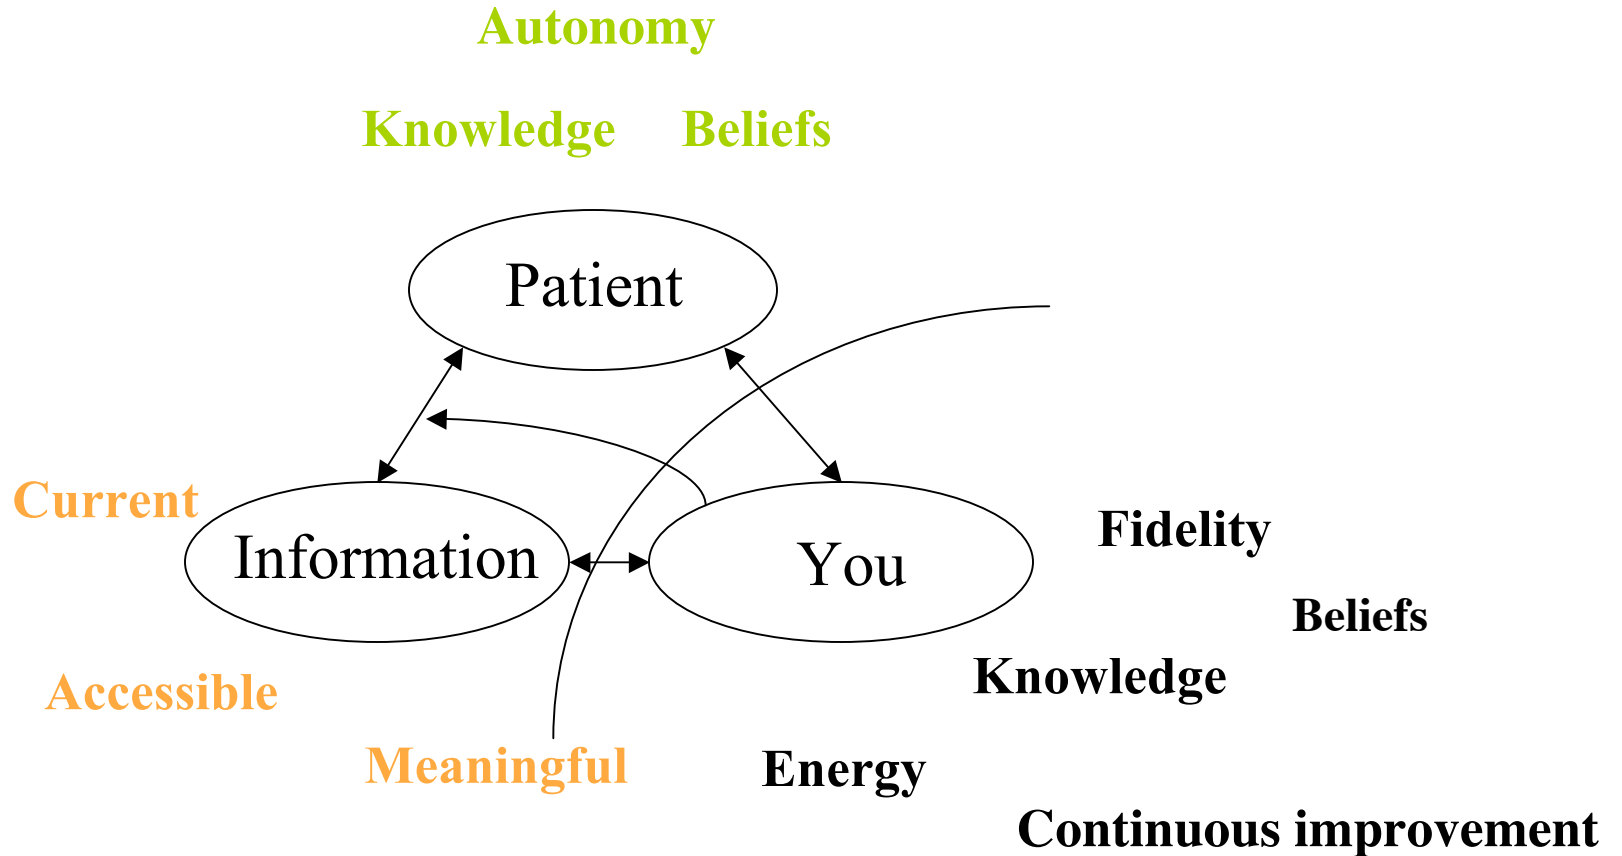 Autonomy
Knowledge Beliefs
Patient
Current
Information
You
Fidelity
Beliefs
Knowledge
Accessible
Meaningful
Energy
Continuous improvement